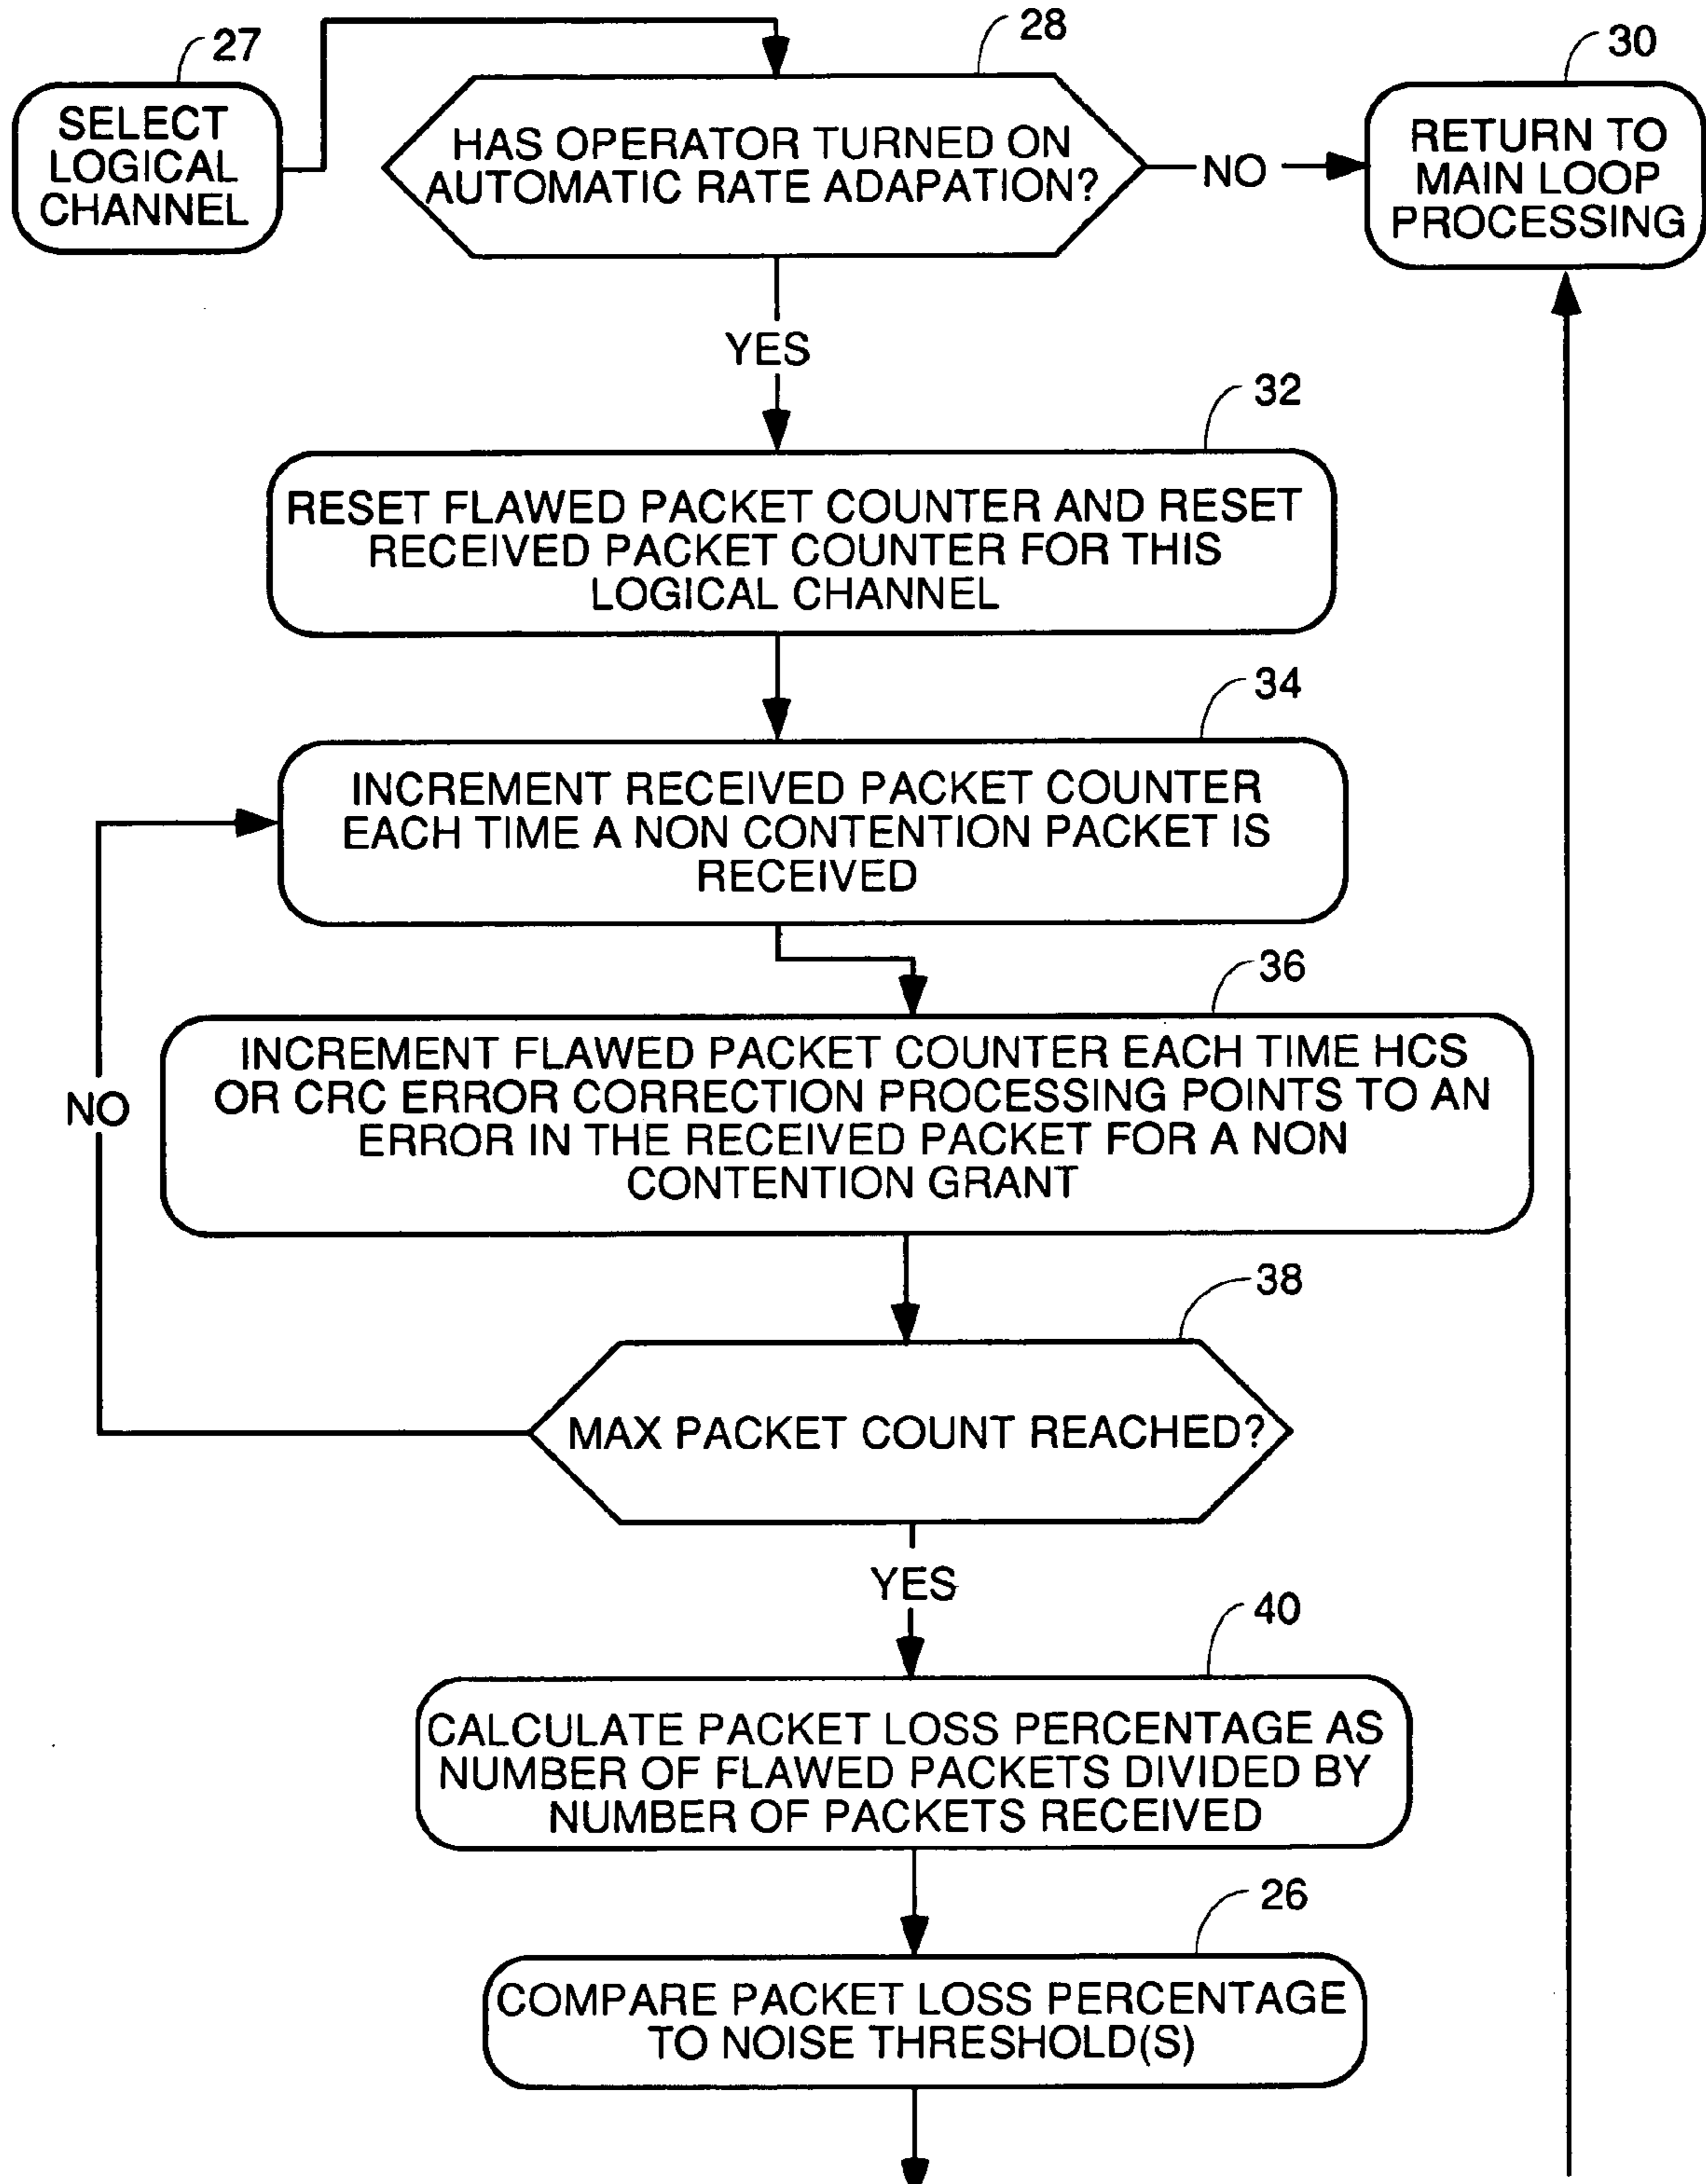 27
SELECT
LOGICAL
CHANNEL
28
HAS OPERATOR TURNED ON
AUTOMATIC RATE ADAPATION?
NO
30
RETURN TO
MAIN LOOP
PROCESSING
YES
32
RESET FLAWED PACKET COUNTER AND RESET
RECEIVED PACKET COUNTER FOR THIS
LOGICAL CHANNEL
34
INCREMENT RECEIVED PACKET COUNTER
EACH TIME A NON CONTENTION PACKET IS
RECEIVED
36
INCREMENT FLAWED PACKET COUNTER EACH TIME HCS
OR CRC ERROR CORRECTION PROCESSING POINTS TO AN
ERROR IN THE RECEIVED PACKET FOR A NON
CONTENTION GRANT
NO
38
MAX PACKET COUNT REACHED?
YES
40
CALCULATE PACKET LOSS PERCENTAGE AS
NUMBER OF FLAWED PACKETS DIVIDED BY
NUMBER OF PACKETS RECEIVED
26
COMPARE PACKET LOSS PERCENTAGE
TO NOISE THRESHOLD(S)